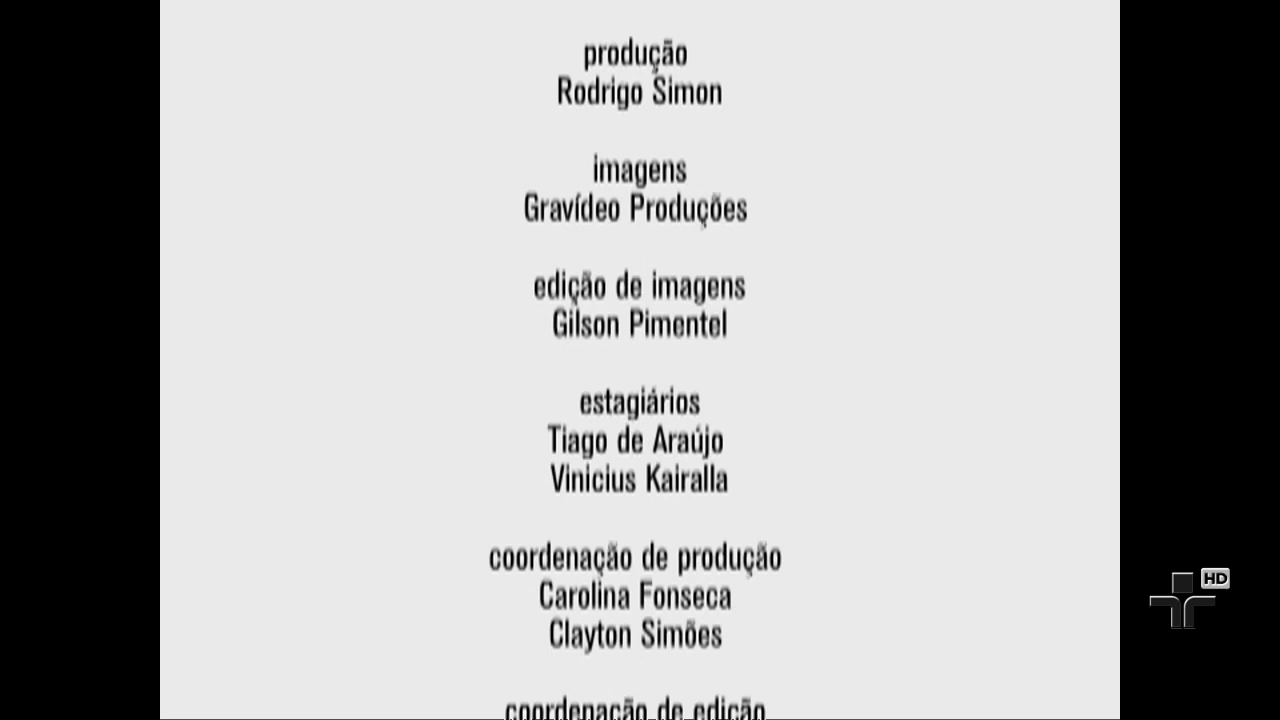 produção
Rodrigo Simon
imagens
Gravídeo Produções
edição de imagens
Gilson Pimentel
estagiários
Tiago de Araújo
Vinicius Kairalla
coordenação de produção
Carolina Fonseca
Clayton Simões
coordenação de edição
HD